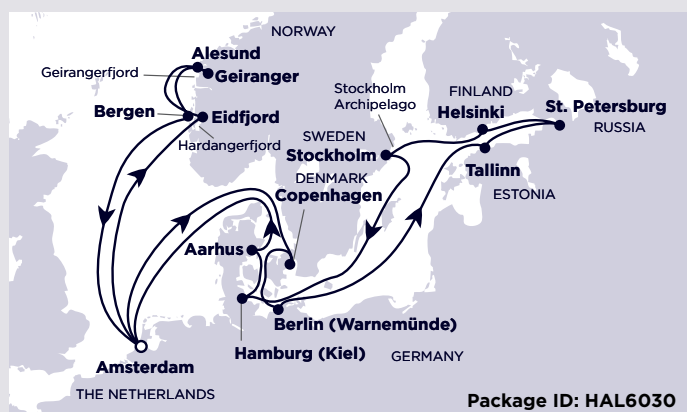 NORWAY
Alesund
Geirangerfjord
Geiranger
Stockholm
Archipelago
FINLAND
Helsinki
St. Petersburg
RUSSIA
Bergen
Eidfjord
Hardangerfjord
SWEDEN
Stockholm
Tallinn
DENMARK
Copenhagen
ESTONIA
Aarhus
Berlin (Warnemünde)
Hamburg (Kiel)
GERMANY
Amsterdam
THE NETHERLANDS
Package ID: HAL6030